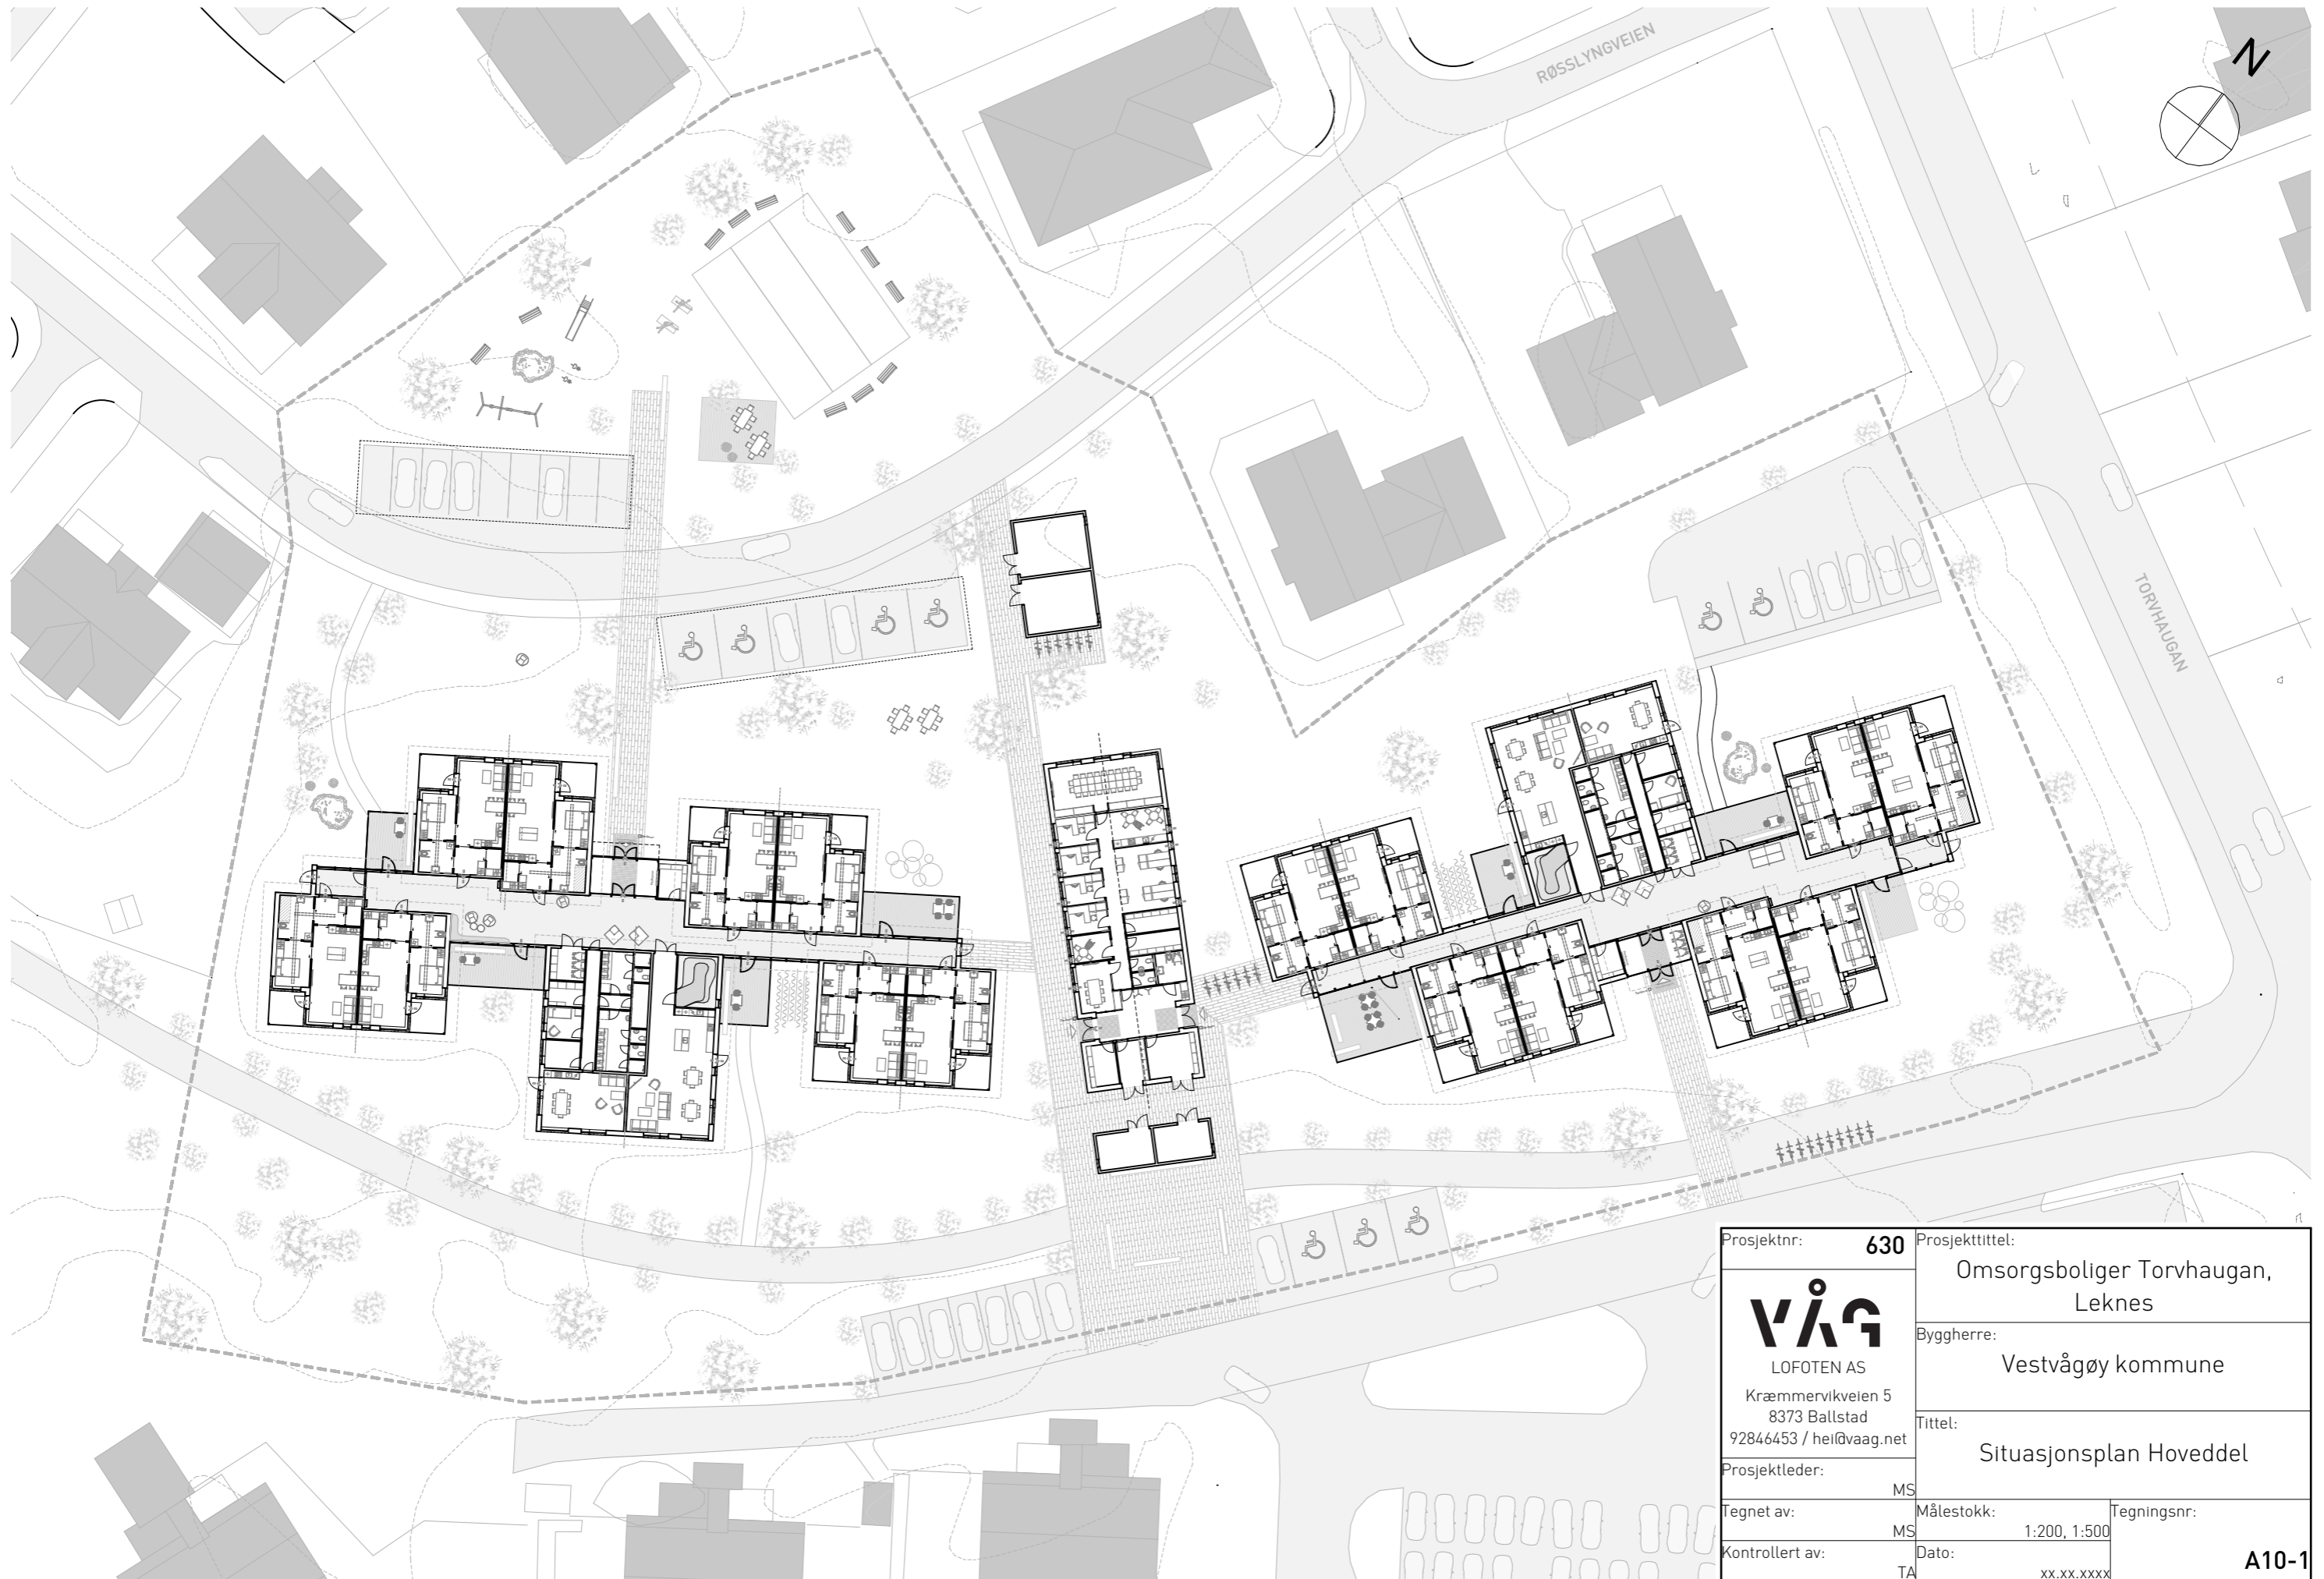 RØSSLYNGVEIEN
N
TORVHAUGAN
Prosjektnr:
630
VÅG
LOFOTEN AS
Kræmmervikveien 5
8373 Ballstad
92846453 / hei@vaag.net
Prosjektleder:
MS
Tegnet av:
MS
Kontrollert av:
TA
Prosjekttittel:
Omsorgsboliger Torvhaugan,
Leknes
Byggherre:
Vestvågøy kommune
Tittel:
Situasjonsplan Hoveddel
Målestokk:
1:200, 1:500
Dato:
xx.xx.xxxx
Tegningsnr:
A10-1